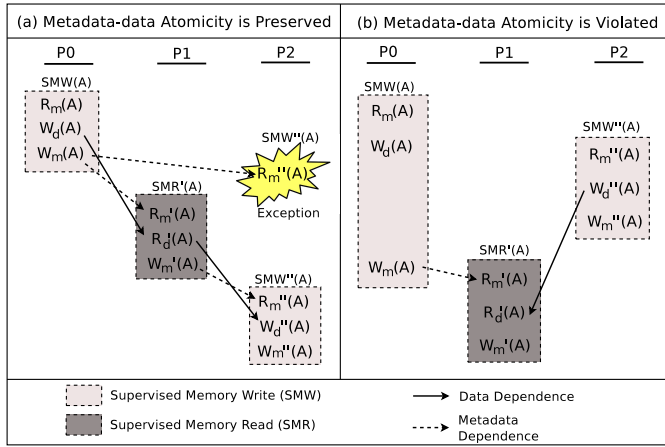 (a) Metadata-data Atomicity is Preserved
P0
P1
P2
SMW(A)
Rm(A)
Wd(A)
Wm(A)
SMW"(A)
Rm"(A)
Exception
SMR'(A)
Rm'(A)
Rd'(A)
Wm'(A)
SMW"(A)
Rm"(A)
Wd"(A)
Wm"(A)
(b) Metadata-data Atomicity is Violated
P0
P1
P2
SMW(A)
Rm(A)
Wd(A)
Wm(A)
SMW"(A)
Rm"(A)
Wd"(A)
Wm"(A)
SMR'(A)
Rm'(A)
Rd'(A)
Wm'(A)
Supervised Memory Write (SMW)
Supervised Memory Read (SMR)
Data Dependence
Metadata
Dependence